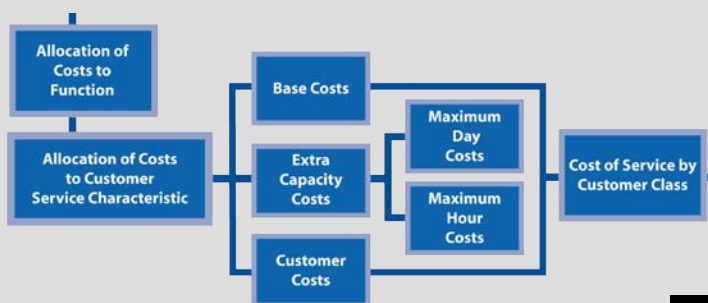 Allocation of
Costs to
Function
Allocation of Costs
to Customer
Service Characteristic
Base Costs
Extra
Capacity
Costs
Customer
Costs
Maximum
Day
Costs
Maximum
Hour
Costs
Cost of Service by
Customer Class